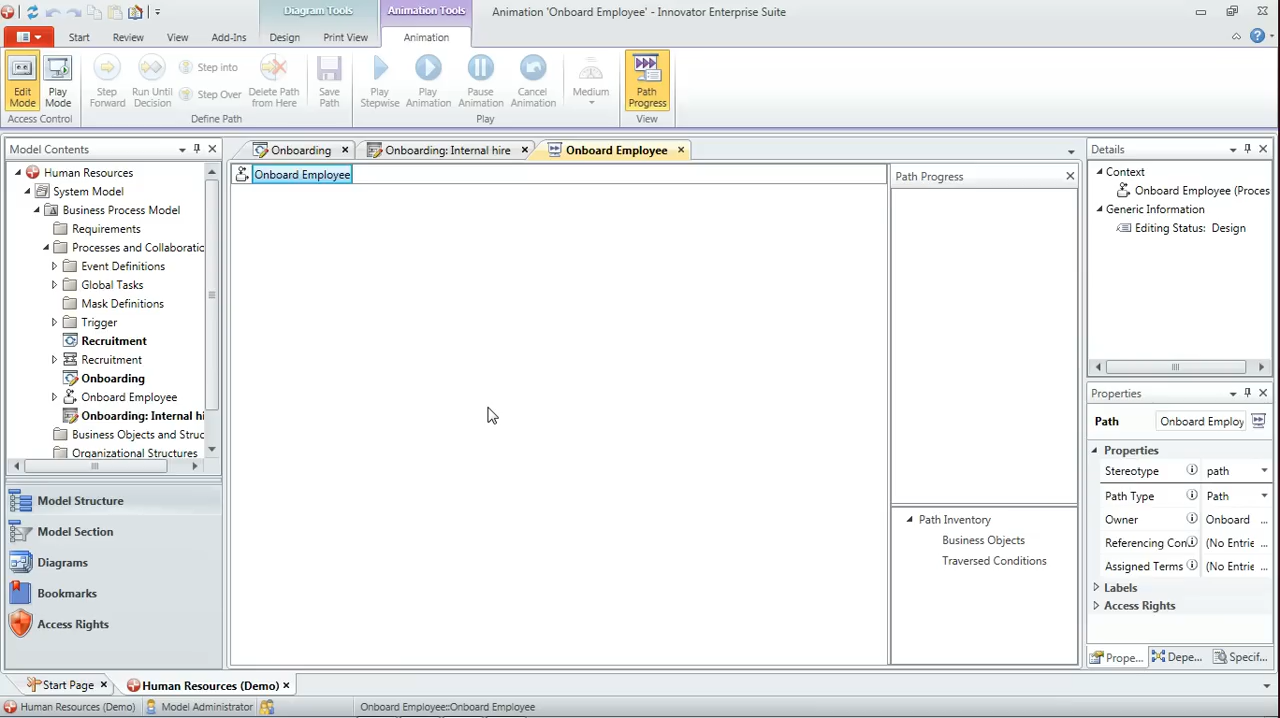 Diagram Tools
Animation Tools
Animation 'Onboard Employee' - Innovator Enterprise Suite
Start
Review
View
Add-Ins
Design
Print View
Animation
Edit Mode
Play Mode
Access Control
Step Forward
Run Until Decision
Step into
Step Over
Delete Path from Here
Define Path
Save Path
Play Stepwise
Play Animation
Pause Animation
Cancel Animation
Play
Medium
Path Progress
View
Model Contents
Human Resources
System Model
Business Process Model
Requirements
Processes and Collaboratic
Event Definitions
Global Tasks
Mask Definitions
Trigger
Recruitment
Recruitment
Onboarding
Onboard Employee
Onboarding: Internal hi
Business Objects and Struc
Organizational Structures
Model Structure
Model Section
Diagrams
Bookmarks
Access Rights
Onboarding
Onboarding: Internal hire
Onboard Employee
Onboard Employee
Path Progress
Path Inventory
Business Objects
Traversed Conditions
Details
Context
Onboard Employee (Proces
Generic Information
Editing Status: Design
Properties
Path Onboard Employ
Properties
Stereotype path
Path Type Path
Owner Onboard ...
Referencing Con (No Entrie ...
Assigned Terms (No Entrie ...
Labels
Access Rights
Prope...
Depe...
Specif...
Start Page
Human Resources (Demo)
Human Resources (Demo)
Model Administrator
Onboard Employee::Onboard Employee